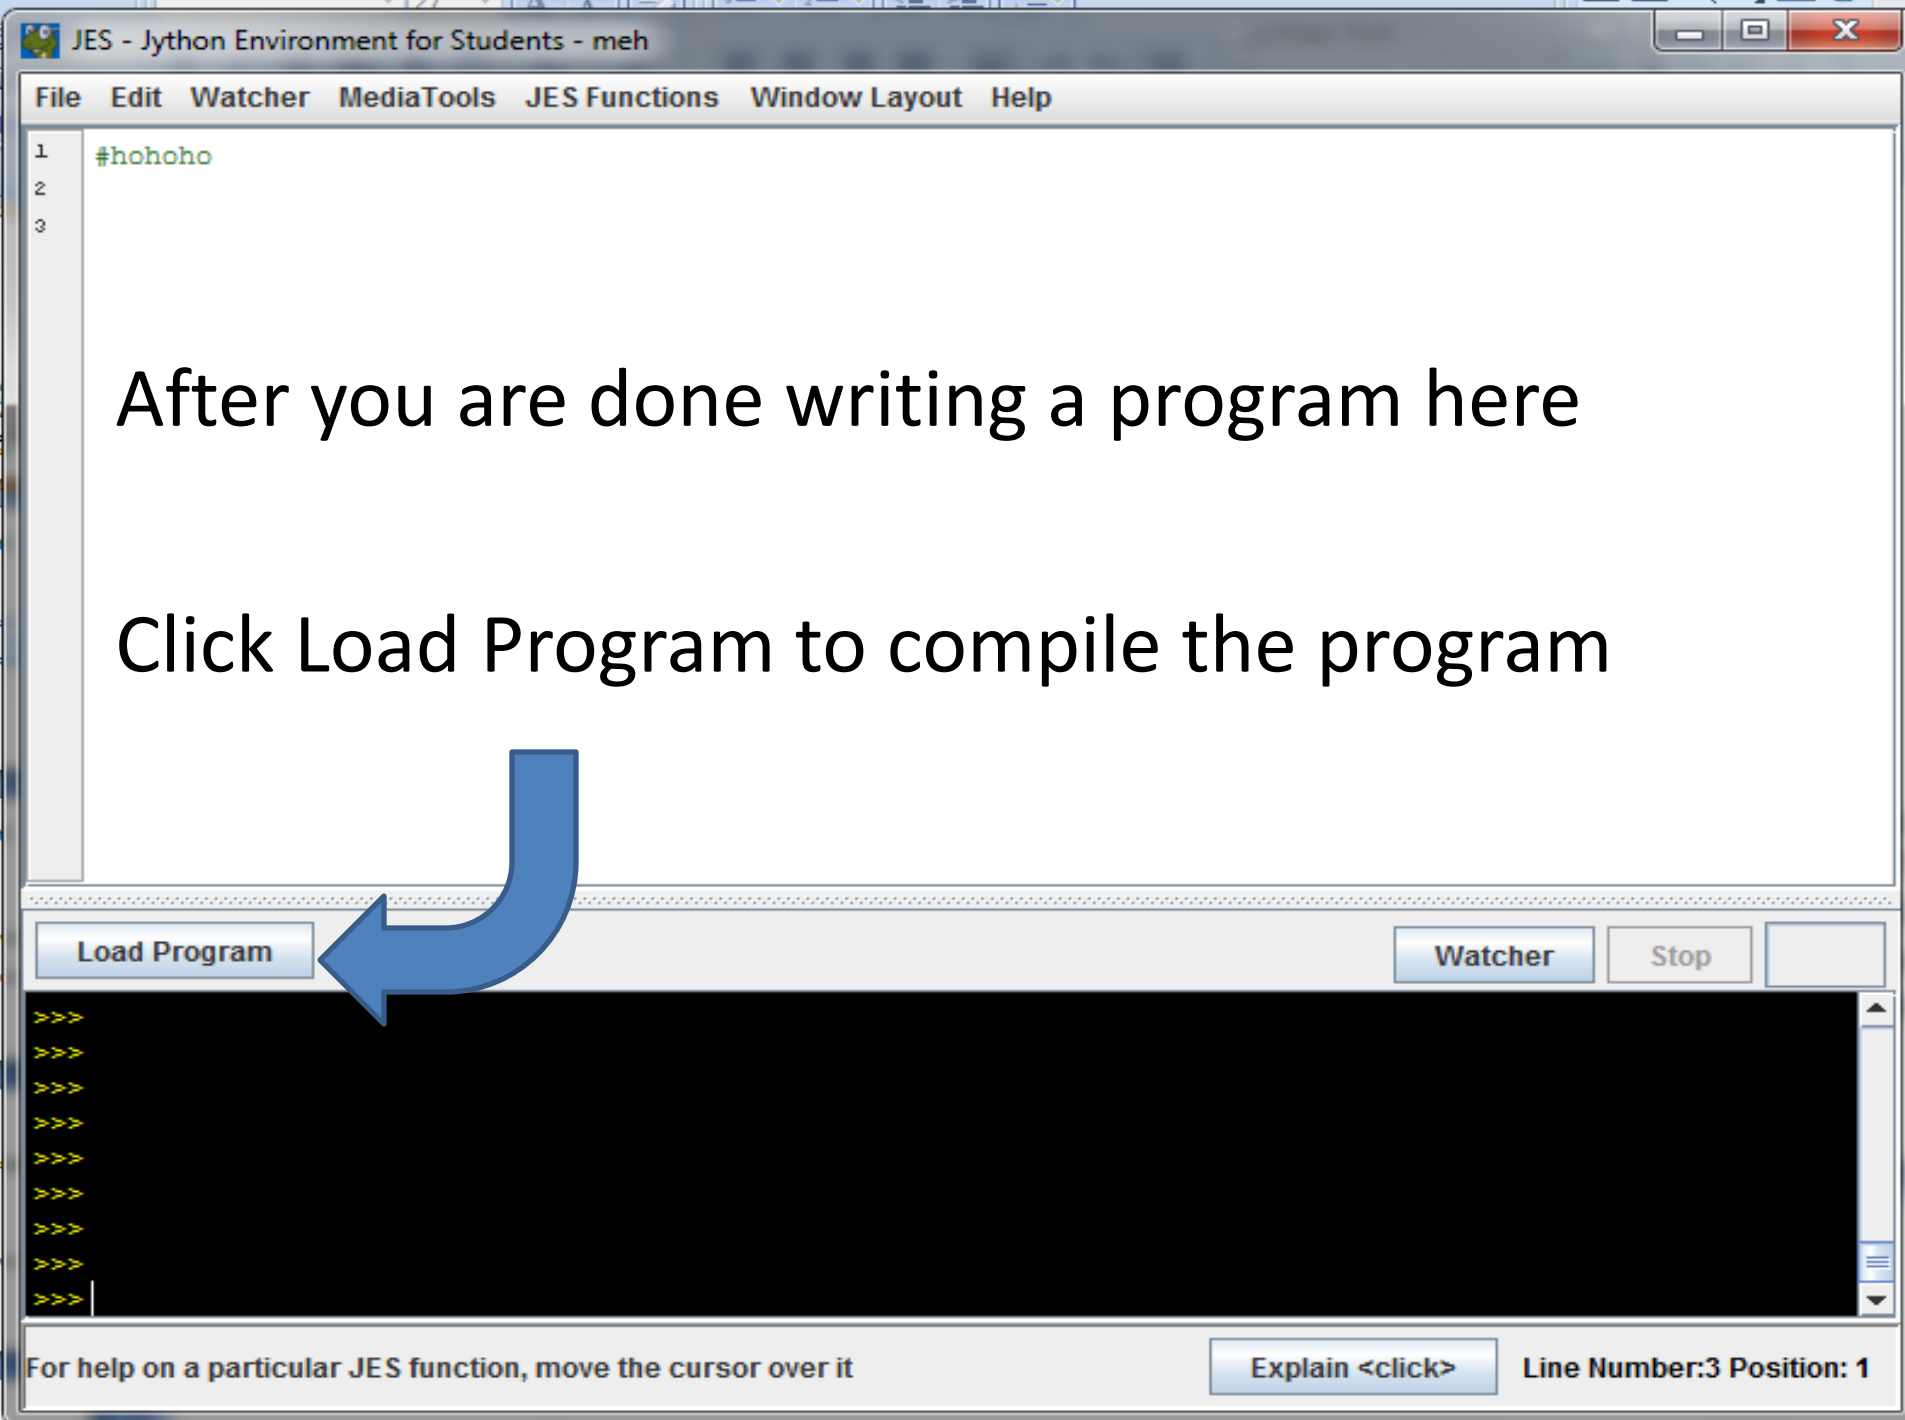 JES - Jython Environment for Students - meh
File Edit Watcher MediaTools JES Functions Window Layout Help
1 #hohoho
2
3
After you are done writing a program here
Click Load Program to compile the program
Load Program Watcher Stop
>>>
>>>
>>>
>>>
>>>
>>>
>>>
>>>
>>>
For help on a particular JES function, move the cursor over it Explain <click> Line Number:3 Position: 1